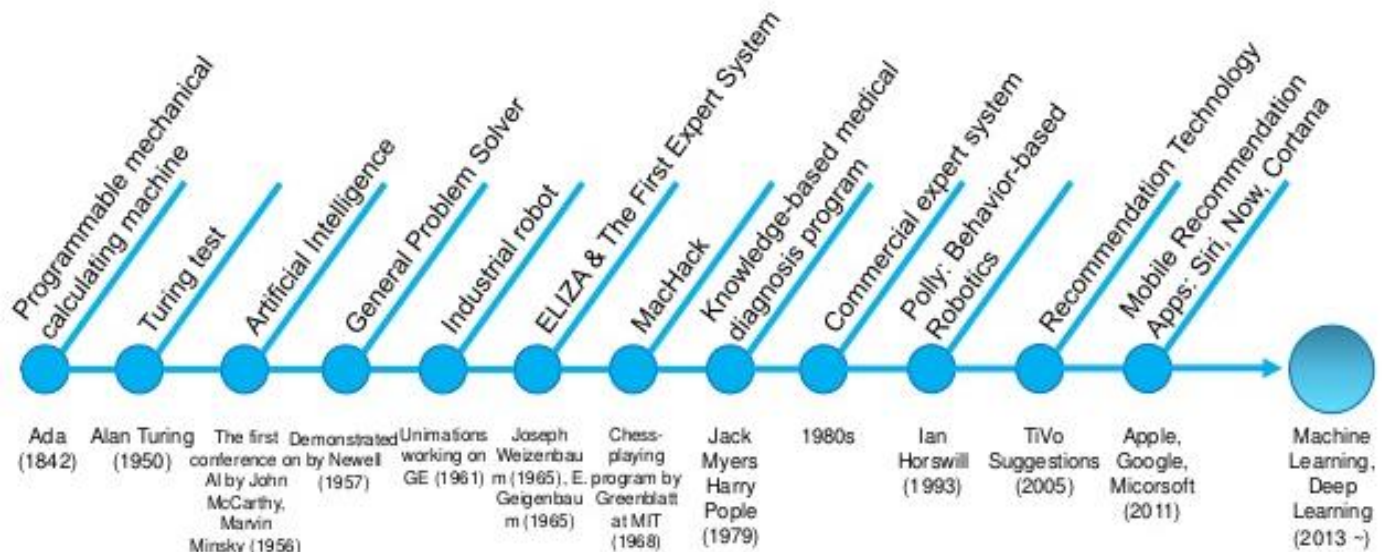 Programmable mechanical
calculating machine
Turing test
Artificial Intelligence
General Problem Solver
Industrial robot
ELIZA & The First Expert System
MacHack
Knowledge-based medical
diagnosis program
Commercial expert system
Polly: Behavior-based
Robotics
Recommendation Technology
Mobile Recommendation
Apps: Siri, Now, Cortana
Ada
(1842)
Alan Turing
(1950)
The first
conference on
AI by John
McCarthy,
Marvin
Minsky (1956)
Demonstrated
by Newell
(1957)
Unimations
working on
GE (1961)
Joseph
Weizenbau
m (1965), E.
Geigenbau
m (1965)
Chess-
playing
program by
Greenblatt
at MIT
(1968)
Jack
Myers
Harry
Pople
(1979)
1980s
Ian
Horswill
(1993)
TiVo
Suggestions
(2005)
Apple,
Google,
Micorsoft
(2011)
Machine
Learning,
Deep
Learning
(2013 ~)